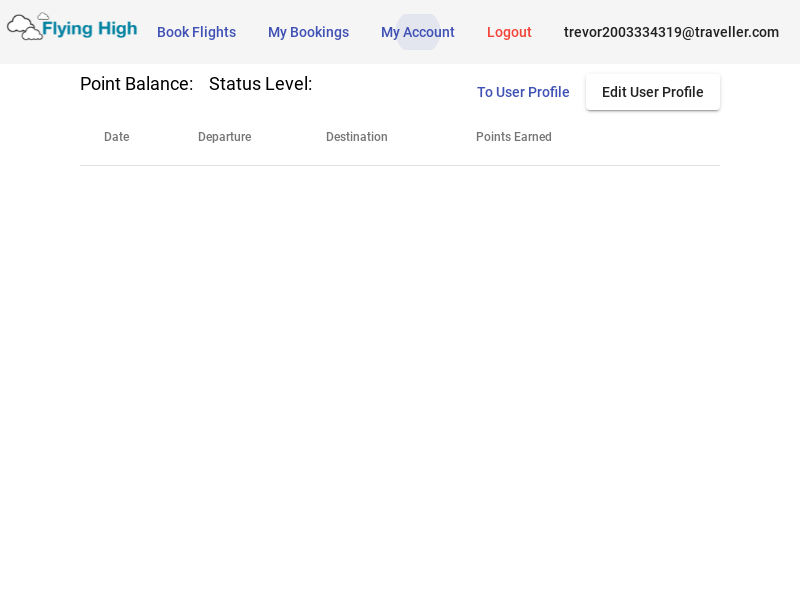 Flying High
Book Flights My Bookings My Account Logout trevor2003334319@traveller.com
Point Balance: Status Level:
To User Profile Edit User Profile
Date Departure Destination Points Earned